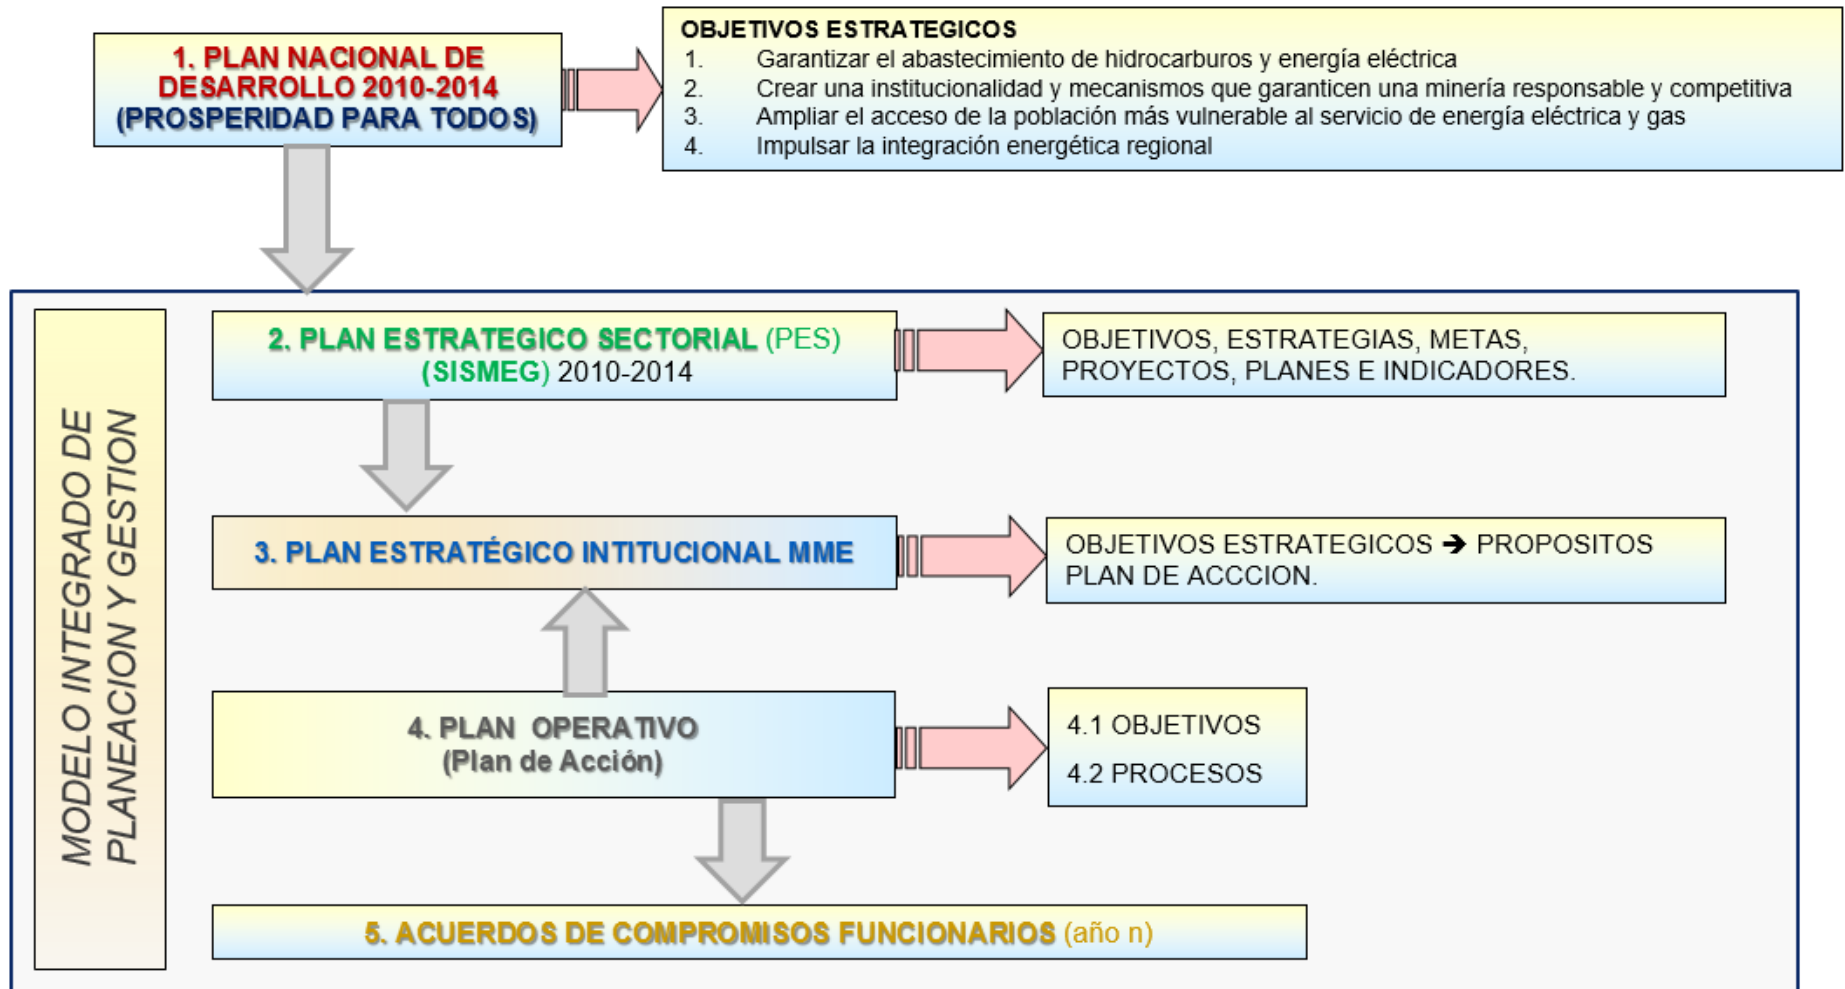 1. PLAN NACIONAL DE
DESARROLLO 2010-2014
(PROSPERIDAD PARA TODOS)
OBJETIVOS ESTRATEGICOS
1. Garantizar el abastecimiento de hidrocarburos y energía eléctrica
2. Crear una institucionalidad y mecanismos que garanticen una minería responsable y competitiva
3. Ampliar el acceso de la población más vulnerable al servicio de energía eléctrica y gas
4. Impulsar la integración energética regional
MODELO INTEGRADO DE
PLANEACION Y GESTION
2. PLAN ESTRATEGICO SECTORIAL (PES)
(SISMEG) 2010-2014
OBJETIVOS, ESTRATEGIAS, METAS,
PROYECTOS, PLANES E INDICADORES.
3. PLAN ESTRATÉGICO INTITUCIONAL MME
OBJETIVOS ESTRATEGICOS → PROPOSITOS
PLAN DE ACCCION.
4. PLAN OPERATIVO
(Plan de Acción)
4.1 OBJETIVOS
4.2 PROCESOS
5. ACUERDOS DE COMPROMISOS FUNCIONARIOS (año n)